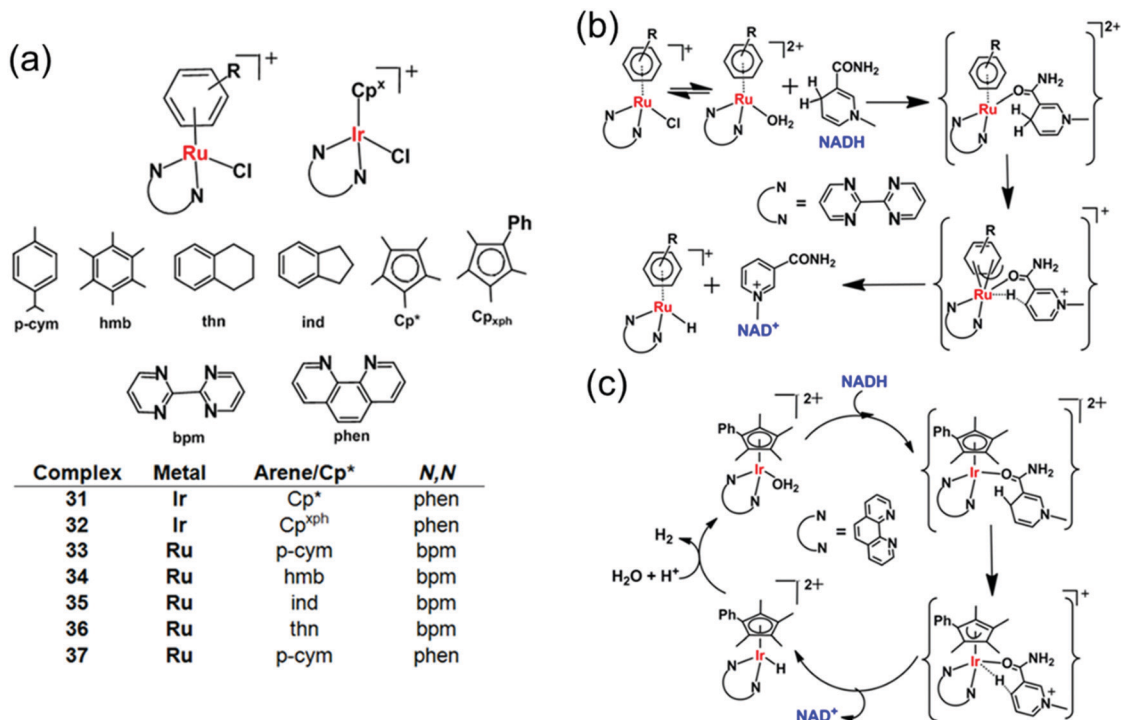 (a)
R
+
Ru
N
N
Cl
Cp^x
+
Ir
N
N
Cl
Ph
p-cym
hmb
thn
ind
Cp*
Cp_xph
N
N
N
N
bpm
N
N
phen
Complex Metal Arene/Cp* N,N
31 Ir Cp* phen
32 Ir Cp^xph phen
33 Ru p-cym bpm
34 Ru hmb bpm
35 Ru ind bpm
36 Ru thn bpm
37 Ru p-cym phen
(b)
R
+
Ru
N
N
Cl
R
2+
Ru
N
N
OH2
+
H
H
CONH2
N
NADH
R
2+
Ru
N
N
O
NH2
H
H
N
N
N
=
N
N
N
N
R
+
Ru
N
N
O
NH2
H
+
N
R
+
Ru
N
N
H
+
CONH2
+
N
NAD+
(c)
NADH
2+
Ph
Ir
N
N
OH2
2+
Ph
Ir
N
N
O
NH2
H
H
N
N
N
=
N
N
H2
H2O + H+
2+
Ph
Ir
N
N
H
+
Ph
Ir
N
N
O
NH2
H
+
N
NAD+